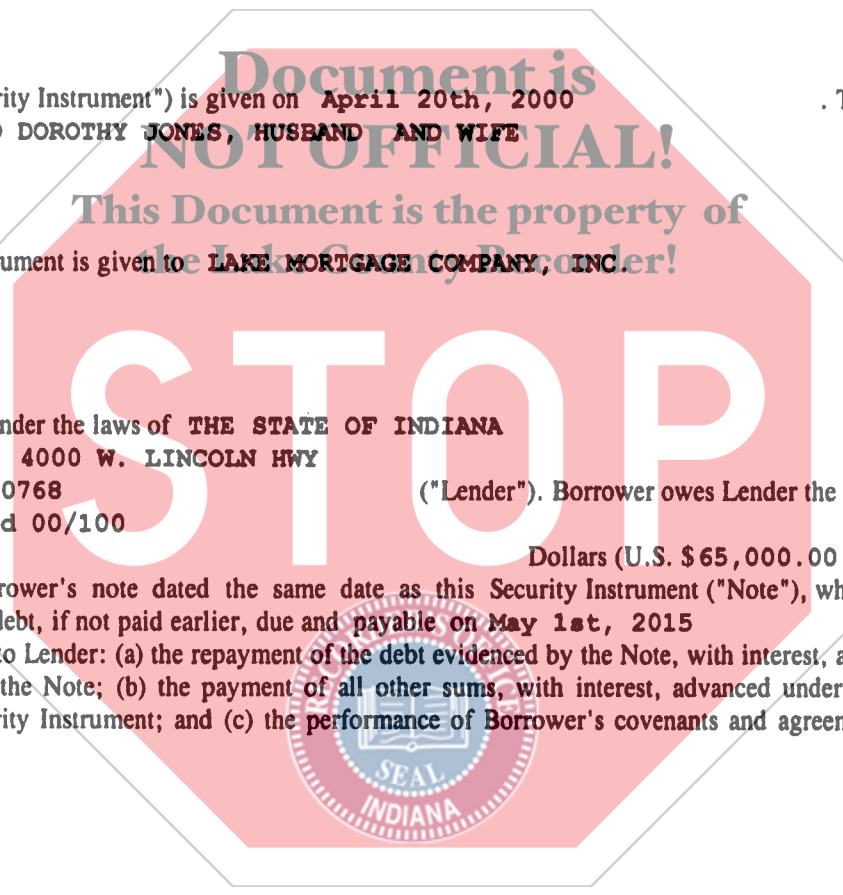 Document is
rity Instrument") is given on April 20th, 2000 . T
DOROTHY JONES, HUSBAND AND WIFE
NOT OFFICIAL!
This Document is the property of
ument is given to LAKE MORTGAGE COMPANY, INC.
the Lake County Recorder!
STOP
nder the laws of THE STATE OF INDIANA
4000 W. LINCOLN HWY
0768 ("Lender"). Borrower owes Lender the
d 00/100
Dollars (U.S. $65,000.00
rrower's note dated the same date as this Security Instrument ("Note"), wh
debt, if not paid earlier, due and payable on May 1st, 2015
to Lender: (a) the repayment of the debt evidenced by the Note, with interest, a
the Note; (b) the payment of all other sums, with interest, advanced under
rity Instrument; and (c) the performance of Borrower's covenants and agreem
RECORDER'S OFFICE
SEAL
INDIANA